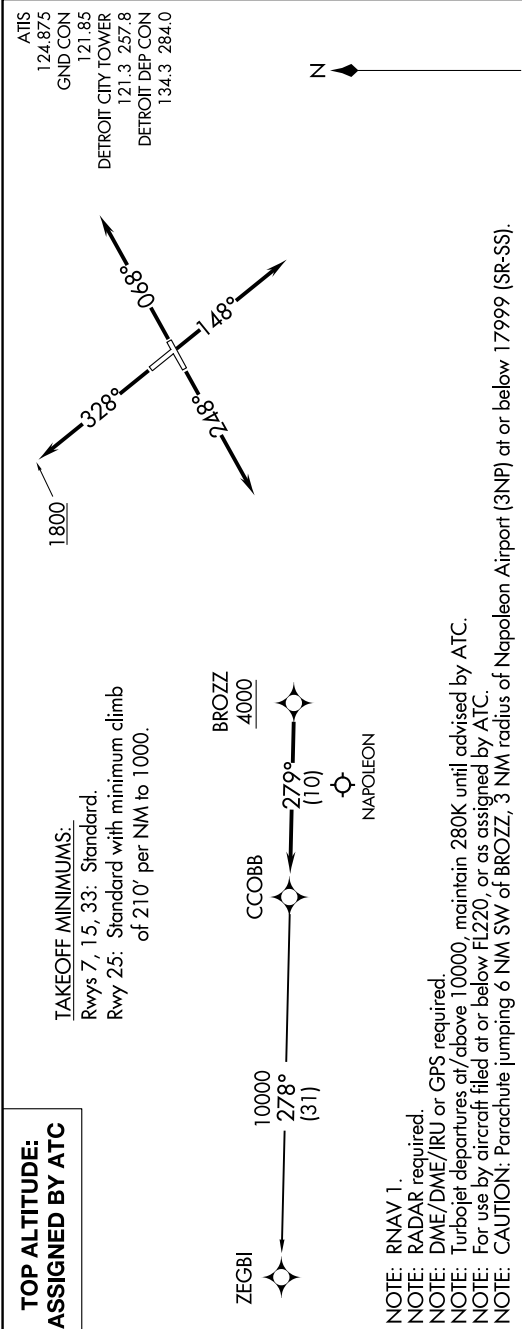 TOP ALTITUDE:
ASSIGNED BY ATC
ATIS
124.875
GND CON
121.85
DETROIT CITY TOWER
121.3 257.8
DETROIT DEP CON
134.3 284.0
TAKEOFF MINIMUMS:
Rwys 7, 15, 33: Standard.
Rwy 25: Standard with minimum climb
of 210' per NM to 1000.
1800
328°
068°
248°
148°
N
ZEGBI
10000
278°
(31)
CCOBB
279°
(10)
BROZZ
4000
NAPOLEON
NOTE: RNAV 1.
NOTE: RADAR required.
NOTE: DME/DME/IRU or GPS required.
NOTE: Turbojet departures at/above 10000, maintain 280K until advised by ATC.
NOTE: For use by aircraft filed at or below FL220, or as assigned by ATC.
NOTE: CAUTION: Parachute jumping 6 NM SW of BROZZ, 3 NM radius of Napoleon Airport (3NP) at or below 17999 (SR-SS).